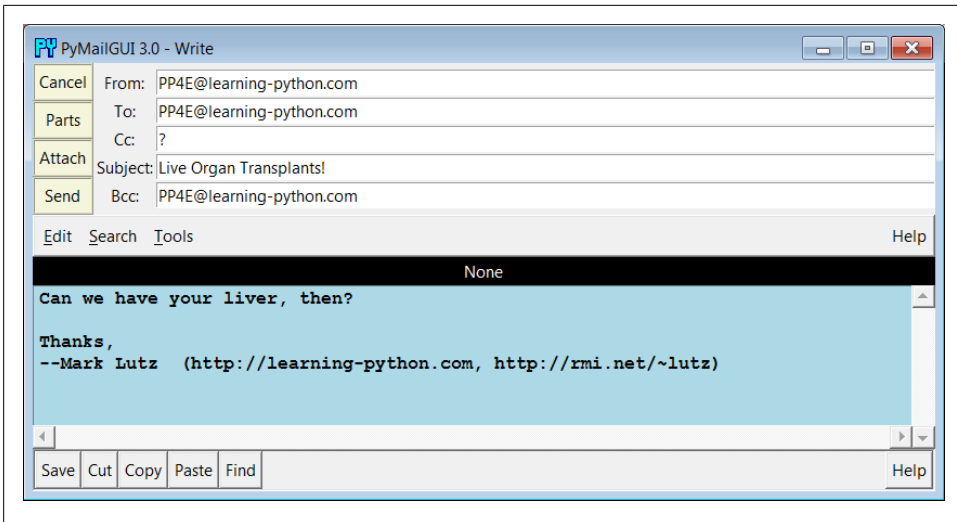 PY PyMailGUI 3.0 - Write
Cancel From: PP4E@learning-python.com
Parts To: PP4E@learning-python.com
Cc: ?
Attach Subject: Live Organ Transplants!
Send Bcc: PP4E@learning-python.com
Edit Search Tools Help
None
Can we have your liver, then?
Thanks,
--Mark Lutz (http://learning-python.com, http://rmi.net/~lutz)
Save Cut Copy Paste Find Help